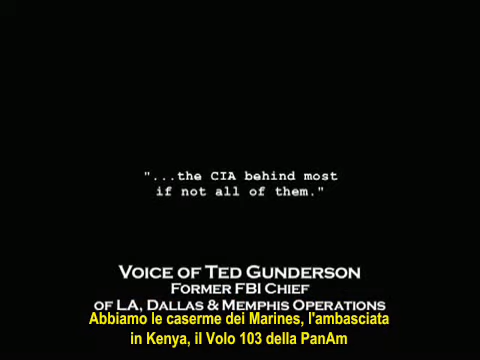 "...the CIA behind most
if not all of them."
VOICE OF TED GUNDERSON
FORMER FBI CHIEF
OF LA, DALLAS & MEMPHIS OPERATIONS
Abbiamo le caserme dei Marines, l'ambasciata
in Kenya, il Volo 103 della PanAm